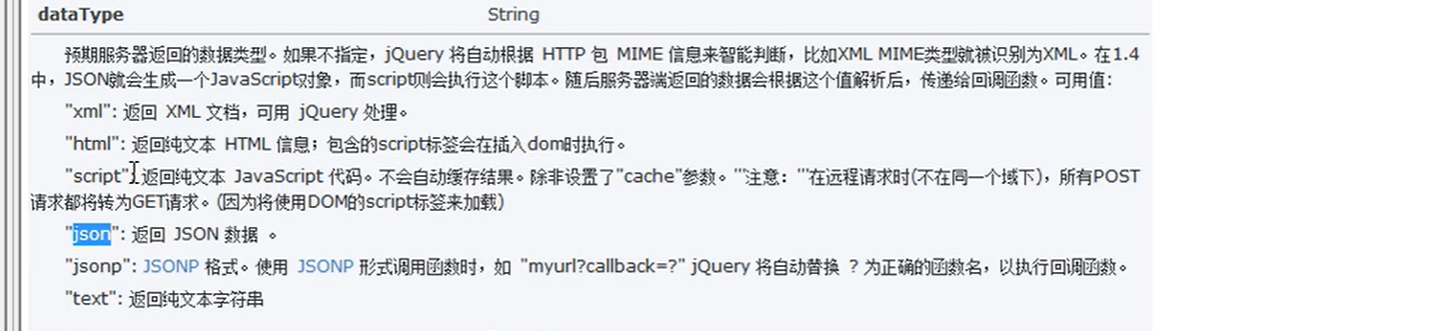 dataType String
预期服务器返回的数据类型。如果不指定，jQuery 将自动根据 HTTP 包 MIME 信息来智能判断，比如XML MIME类型就被识别为XML。在1.4
中，JSON就会生成一个JavaScript对象，而script则会执行这个脚本。随后服务器端返回的数据会根据这个值解析后，传递给回调函数。可用值:
"xml": 返回 XML 文档，可用 jQuery 处理。
"html": 返回纯文本 HTML 信息；包含的script标签会在插入dom时执行。
"script": 返回纯文本 JavaScript 代码。不会自动缓存结果。除非设置了"cache"参数。'''注意：'''在远程请求时(不在同一个域下)，所有POST
请求都将转为GET请求。(因为将使用DOM的script标签来加载)
"json": 返回 JSON 数据 。
"jsonp": JSONP 格式。使用 JSONP 形式调用函数时，如 "myurl?callback=?" jQuery 将自动替换 ? 为正确的函数名，以执行回调函数。
"text": 返回纯文本字符串